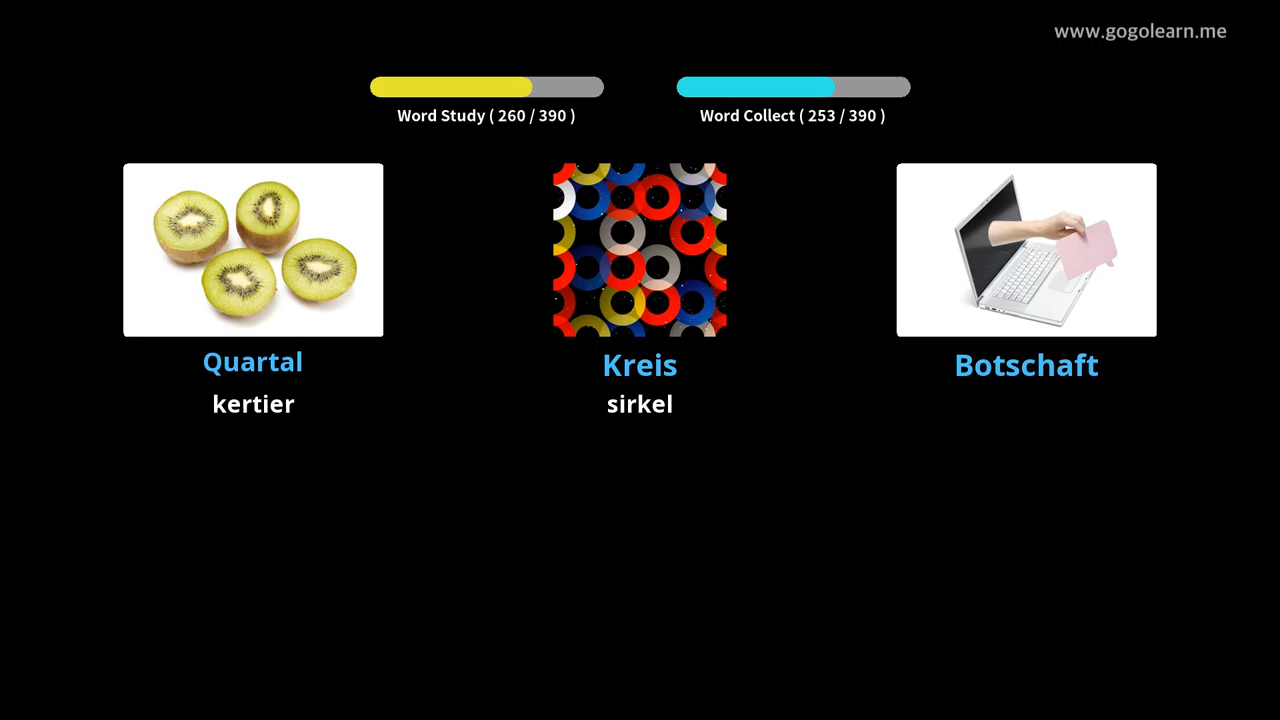 www.gogolearn.me
Word Study ( 260 / 390 )
Word Collect ( 253 / 390 )
Quartal
kertier
Kreis
sirkel
Botschaft